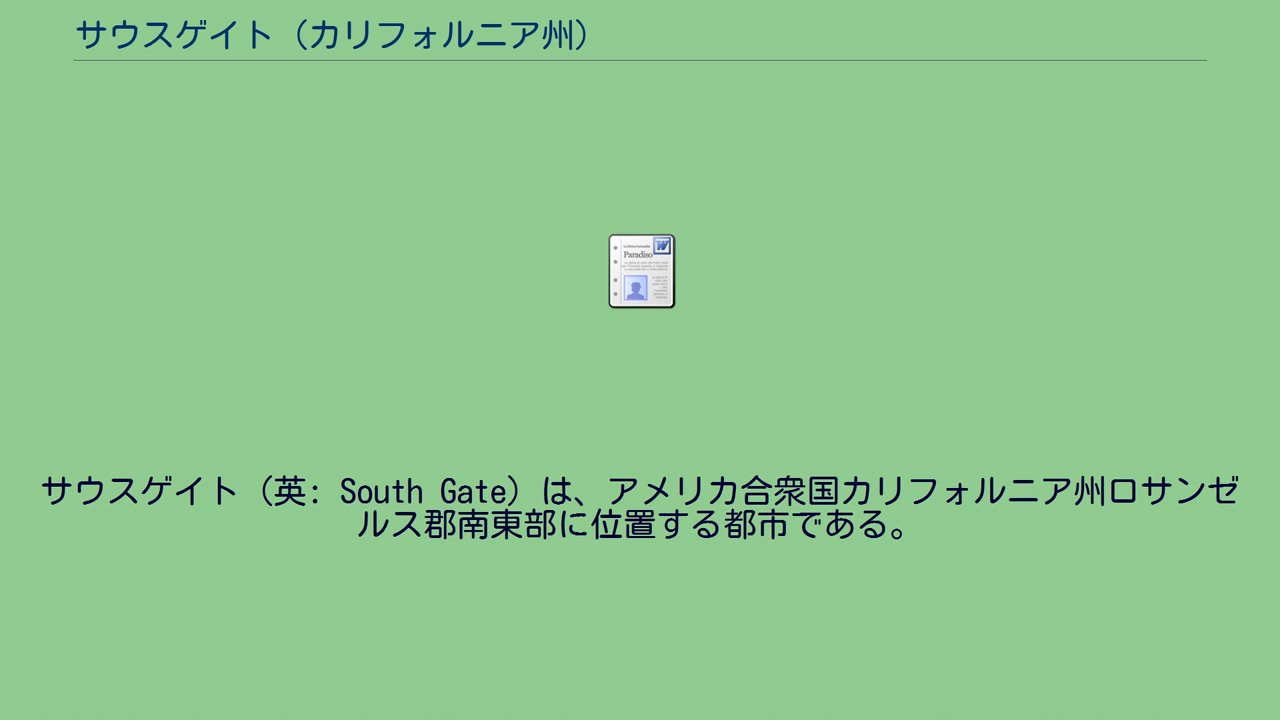 サウスゲイト（カリフォルニア州）
Paradiso
サウスゲイト（英: South Gate）は、アメリカ合衆国カリフォルニア州ロサンゼ
ルス郡南東部に位置する都市である。